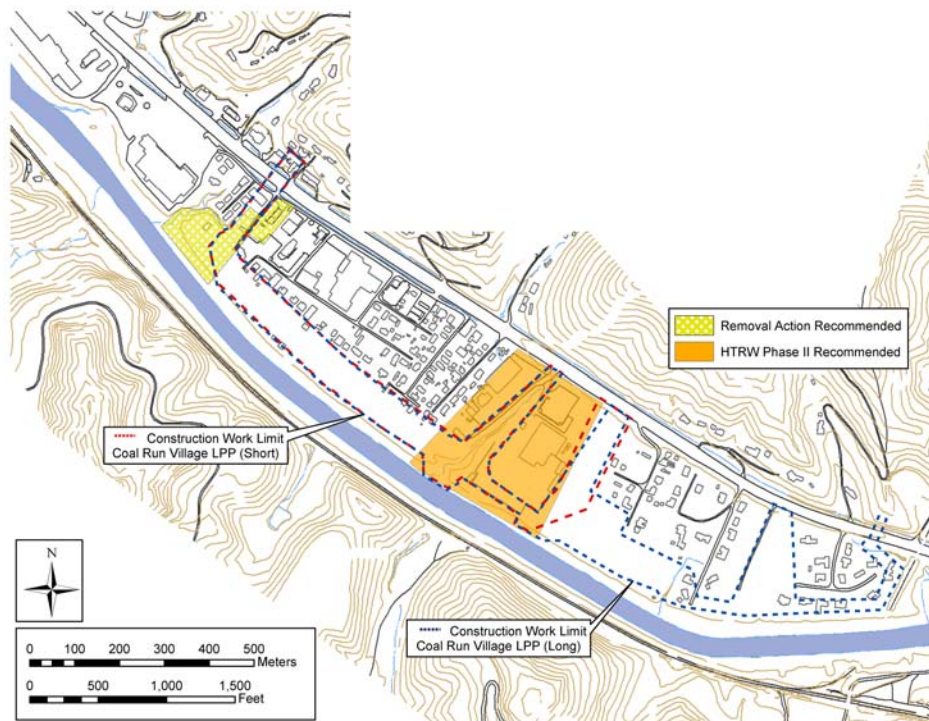 Removal Action Recommended
HTRW Phase II Recommended
Construction Work Limit
Coal Run Village LPP (Short)
Construction Work Limit
Coal Run Village LPP (Long)
N
0 100 200 300 400 500
Meters
0 500 1,000 1,500
Feet